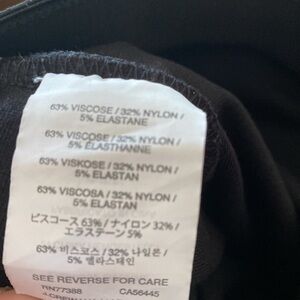 63% VISCOSE / 32% NYLON /
5% ELASTANE
63% VISCOSE / 32% NYLON /
5% ÉLASTHANNE
63% VISKOSE / 32% NYLON /
5% ELASTAN
63% VISCOSA / 32% NYLON /
5% ELASTAN
ビスコース 63% / ナイロン 32% /
エラステーン 5%
63% 비스코스 / 32% 나일론 /
5% 엘라스테인
SEE REVERSE FOR CARE
RN77388 CA56445